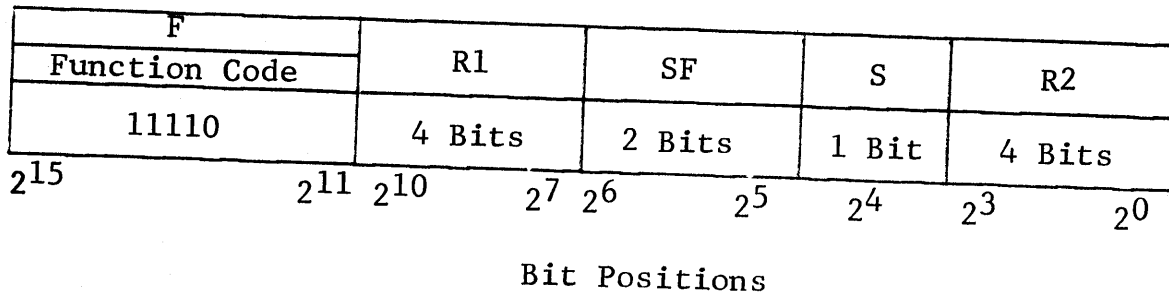 F
Function Code R1 SF S R2
11110 4 Bits 2 Bits 1 Bit 4 Bits
2^15 2^11 2^10 2^7 2^6 2^5 2^4 2^3 2^0
Bit Positions